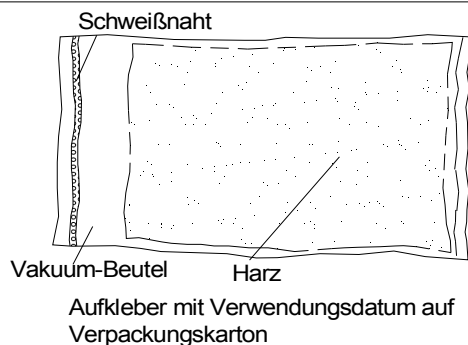 Schweißnaht
Vakuum-Beutel
Harz
Aufkleber mit Verwendungsdatum auf
Verpackungskarton